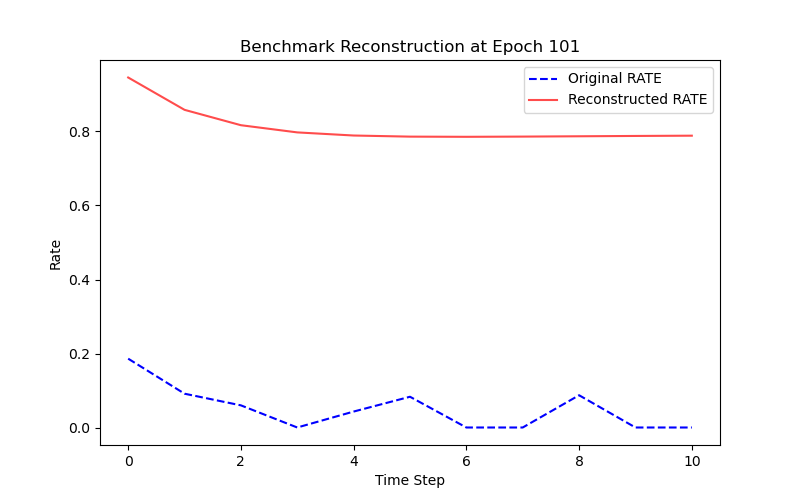 Benchmark Reconstruction at Epoch 101
Original RATE
Reconstructed RATE
0.8
0.6
0.4
0.2
0.0
Rate
0 2 4 6 8 10
Time Step